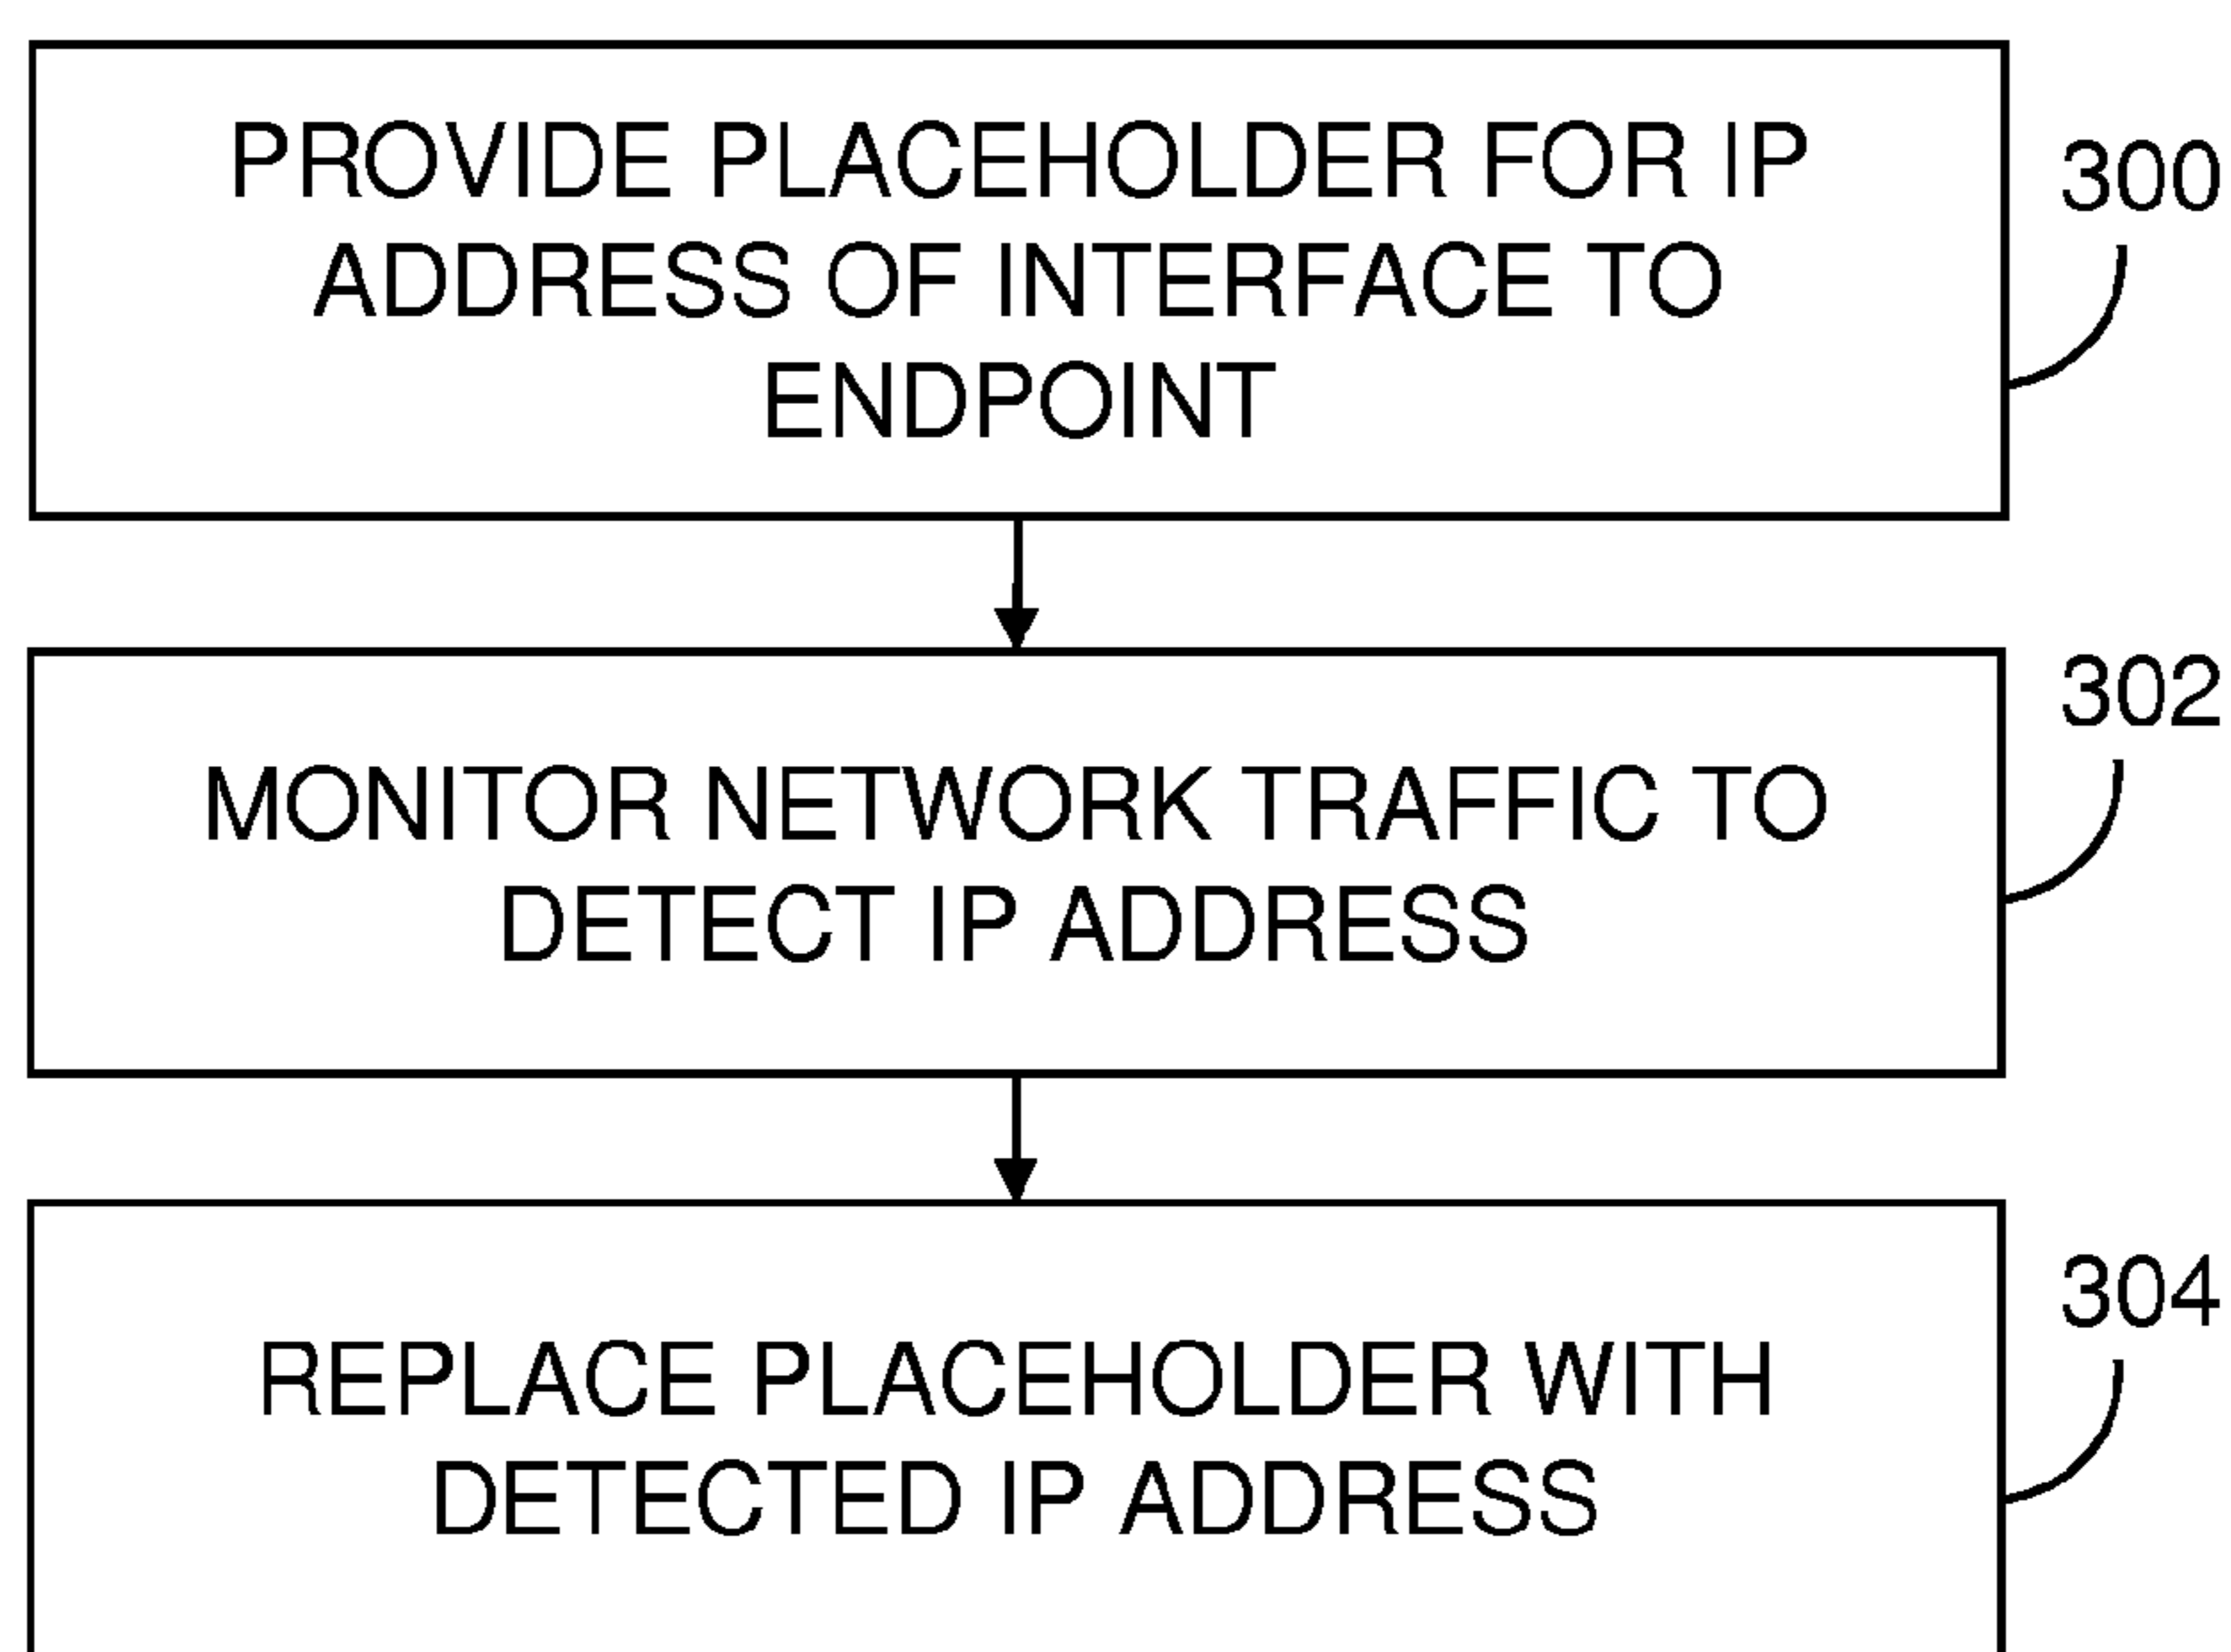 PROVIDE PLACEHOLDER FOR IP
ADDRESS OF INTERFACE TO
ENDPOINT
300
MONITOR NETWORK TRAFFIC TO
DETECT IP ADDRESS
302
REPLACE PLACEHOLDER WITH
DETECTED IP ADDRESS
304